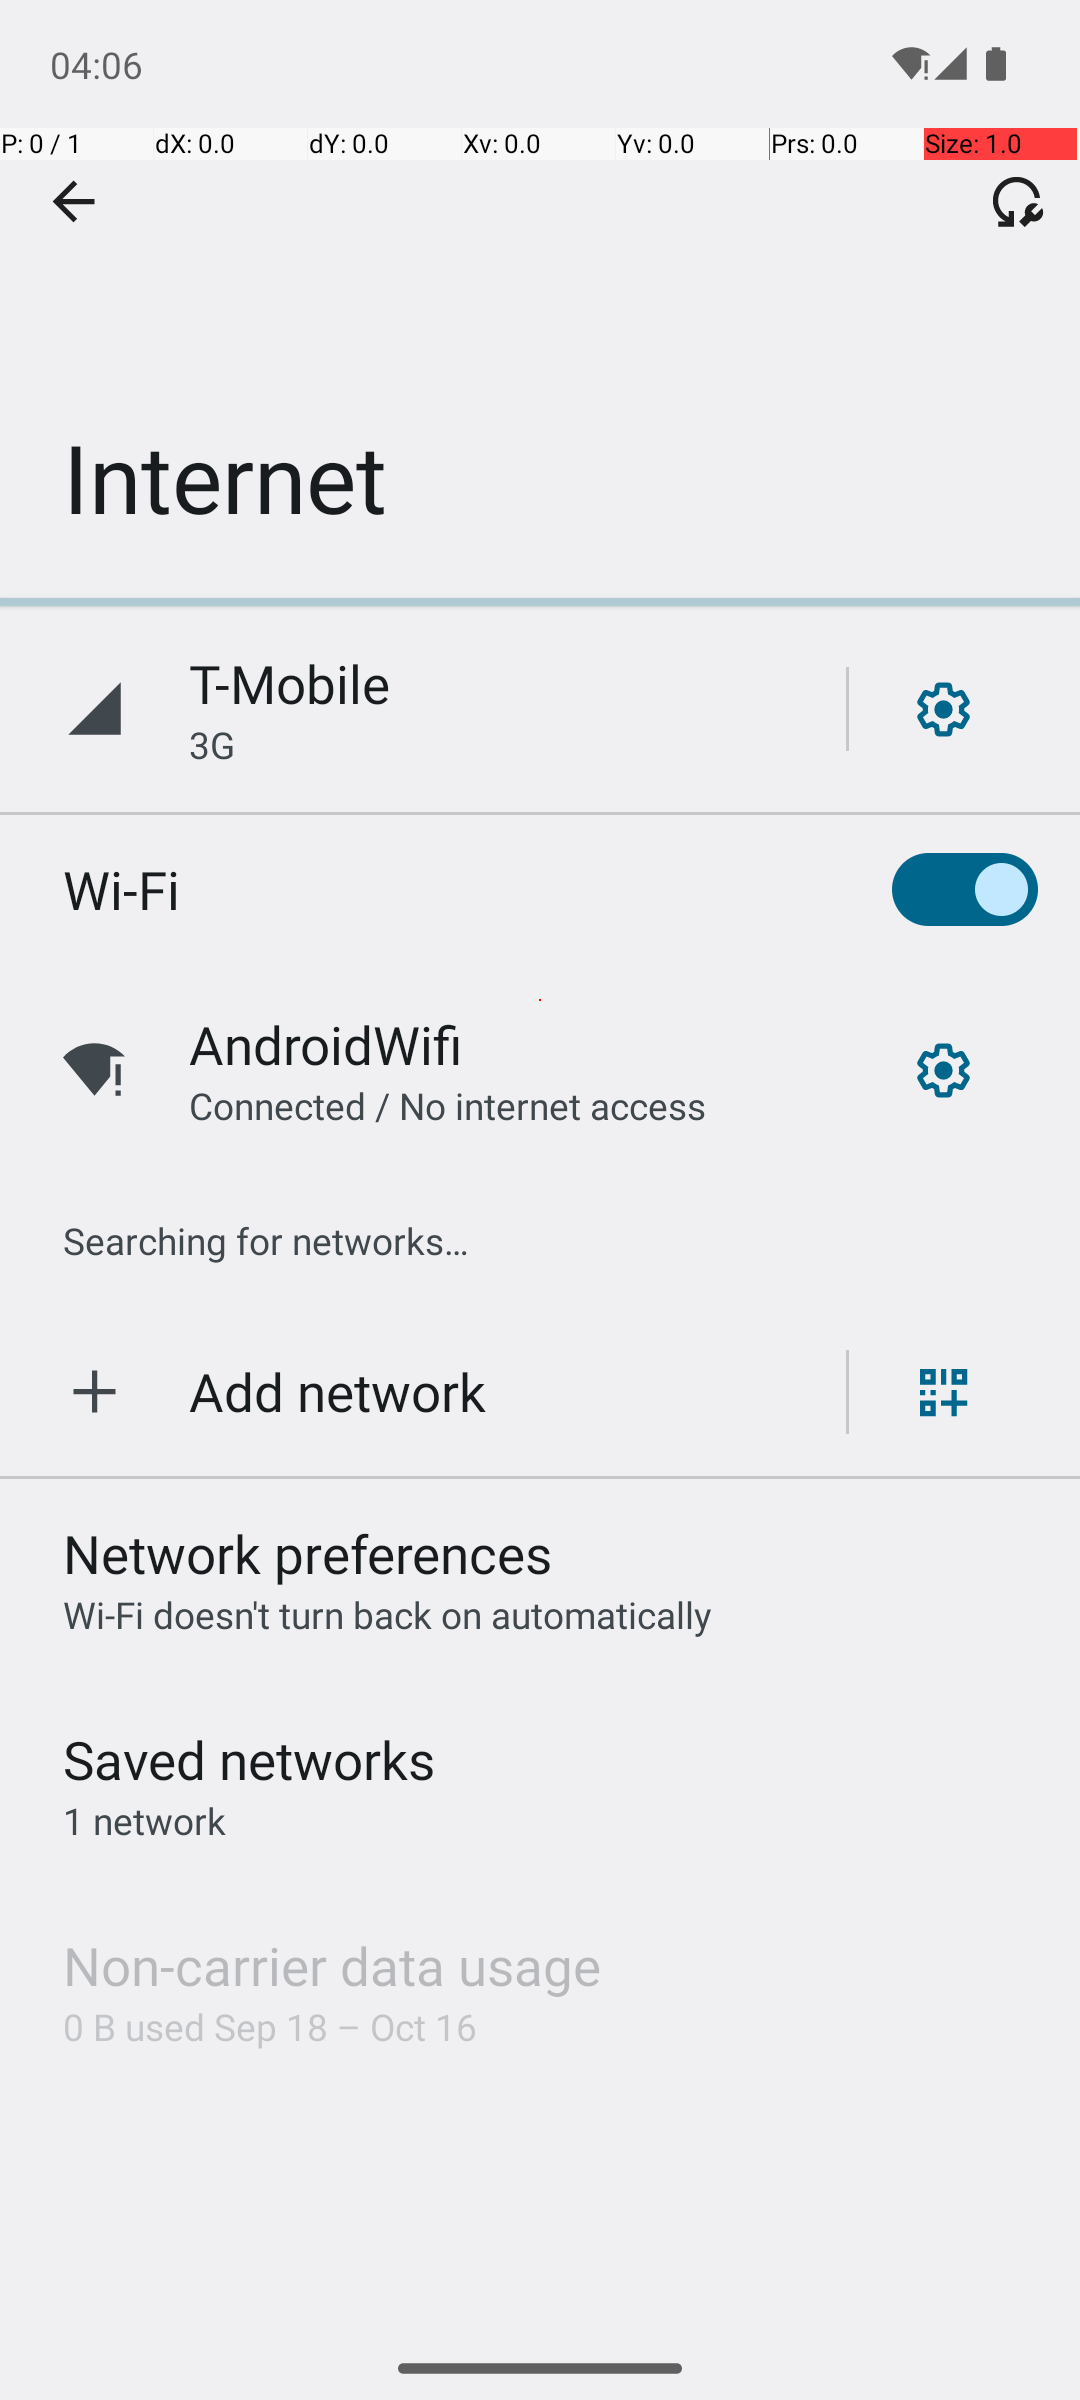 04:06
P: 0 / 1 dX: 0.0 dY: 0.0 Xv: 0.0 Yv: 0.0 Prs: 0.0 Size: 1.0
Internet
T-Mobile
3G
Wi-Fi
AndroidWifi
Connected / No internet access
Searching for networks…
Add network
Network preferences
Wi-Fi doesn't turn back on automatically
Saved networks
1 network
Non-carrier data usage
0 B used Sep 18 – Oct 16